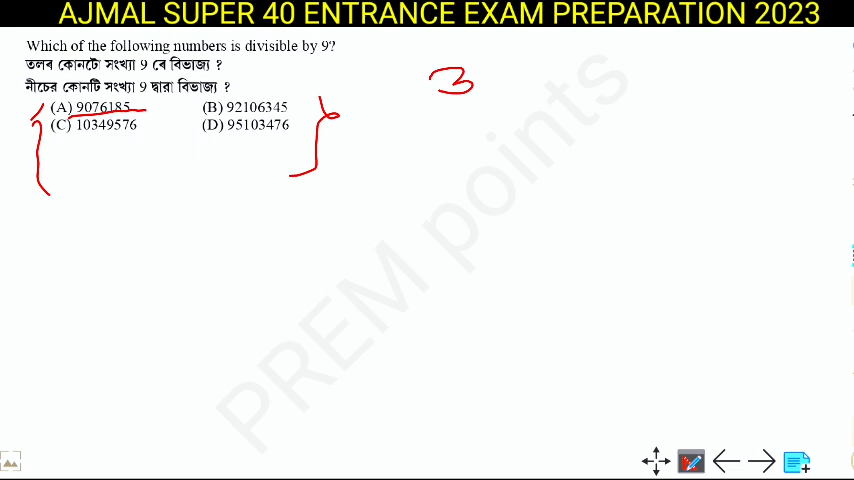 AJMAL SUPER 40 ENTRANCE EXAM PREPARATION 2023
Which of the following numbers is divisible by 9?
তলৰ কোনটো সংখ্যা 9 ৰে বিভাজ্য ?
নীচের কোনটি সংখ্যা 9 দ্বারা বিভাজ্য ?
(A) 9076185 (B) 92106345
(C) 10349576 (D) 95103476
3
PREM points